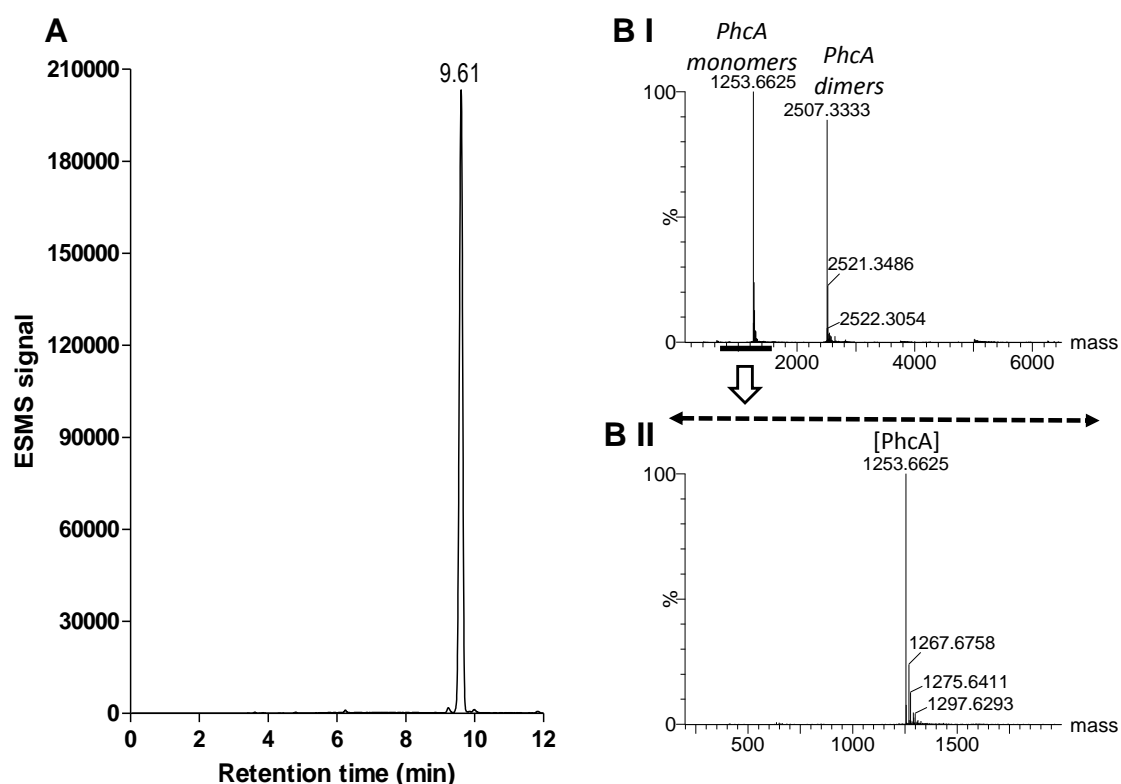 A
210000
180000
150000
120000
90000
60000
30000
0
ESMS signal
9.61
0 2 4 6 8 10 12
Retention time (min)
B I
PhcA
monomers
1253.6625
PhcA
dimers
2507.3333
2521.3486
2522.3054
100
%
0
2000 4000 6000
mass
B II
[PhcA]
1253.6625
1267.6758
1275.6411
1297.6293
100
%
0
500 1000 1500
mass